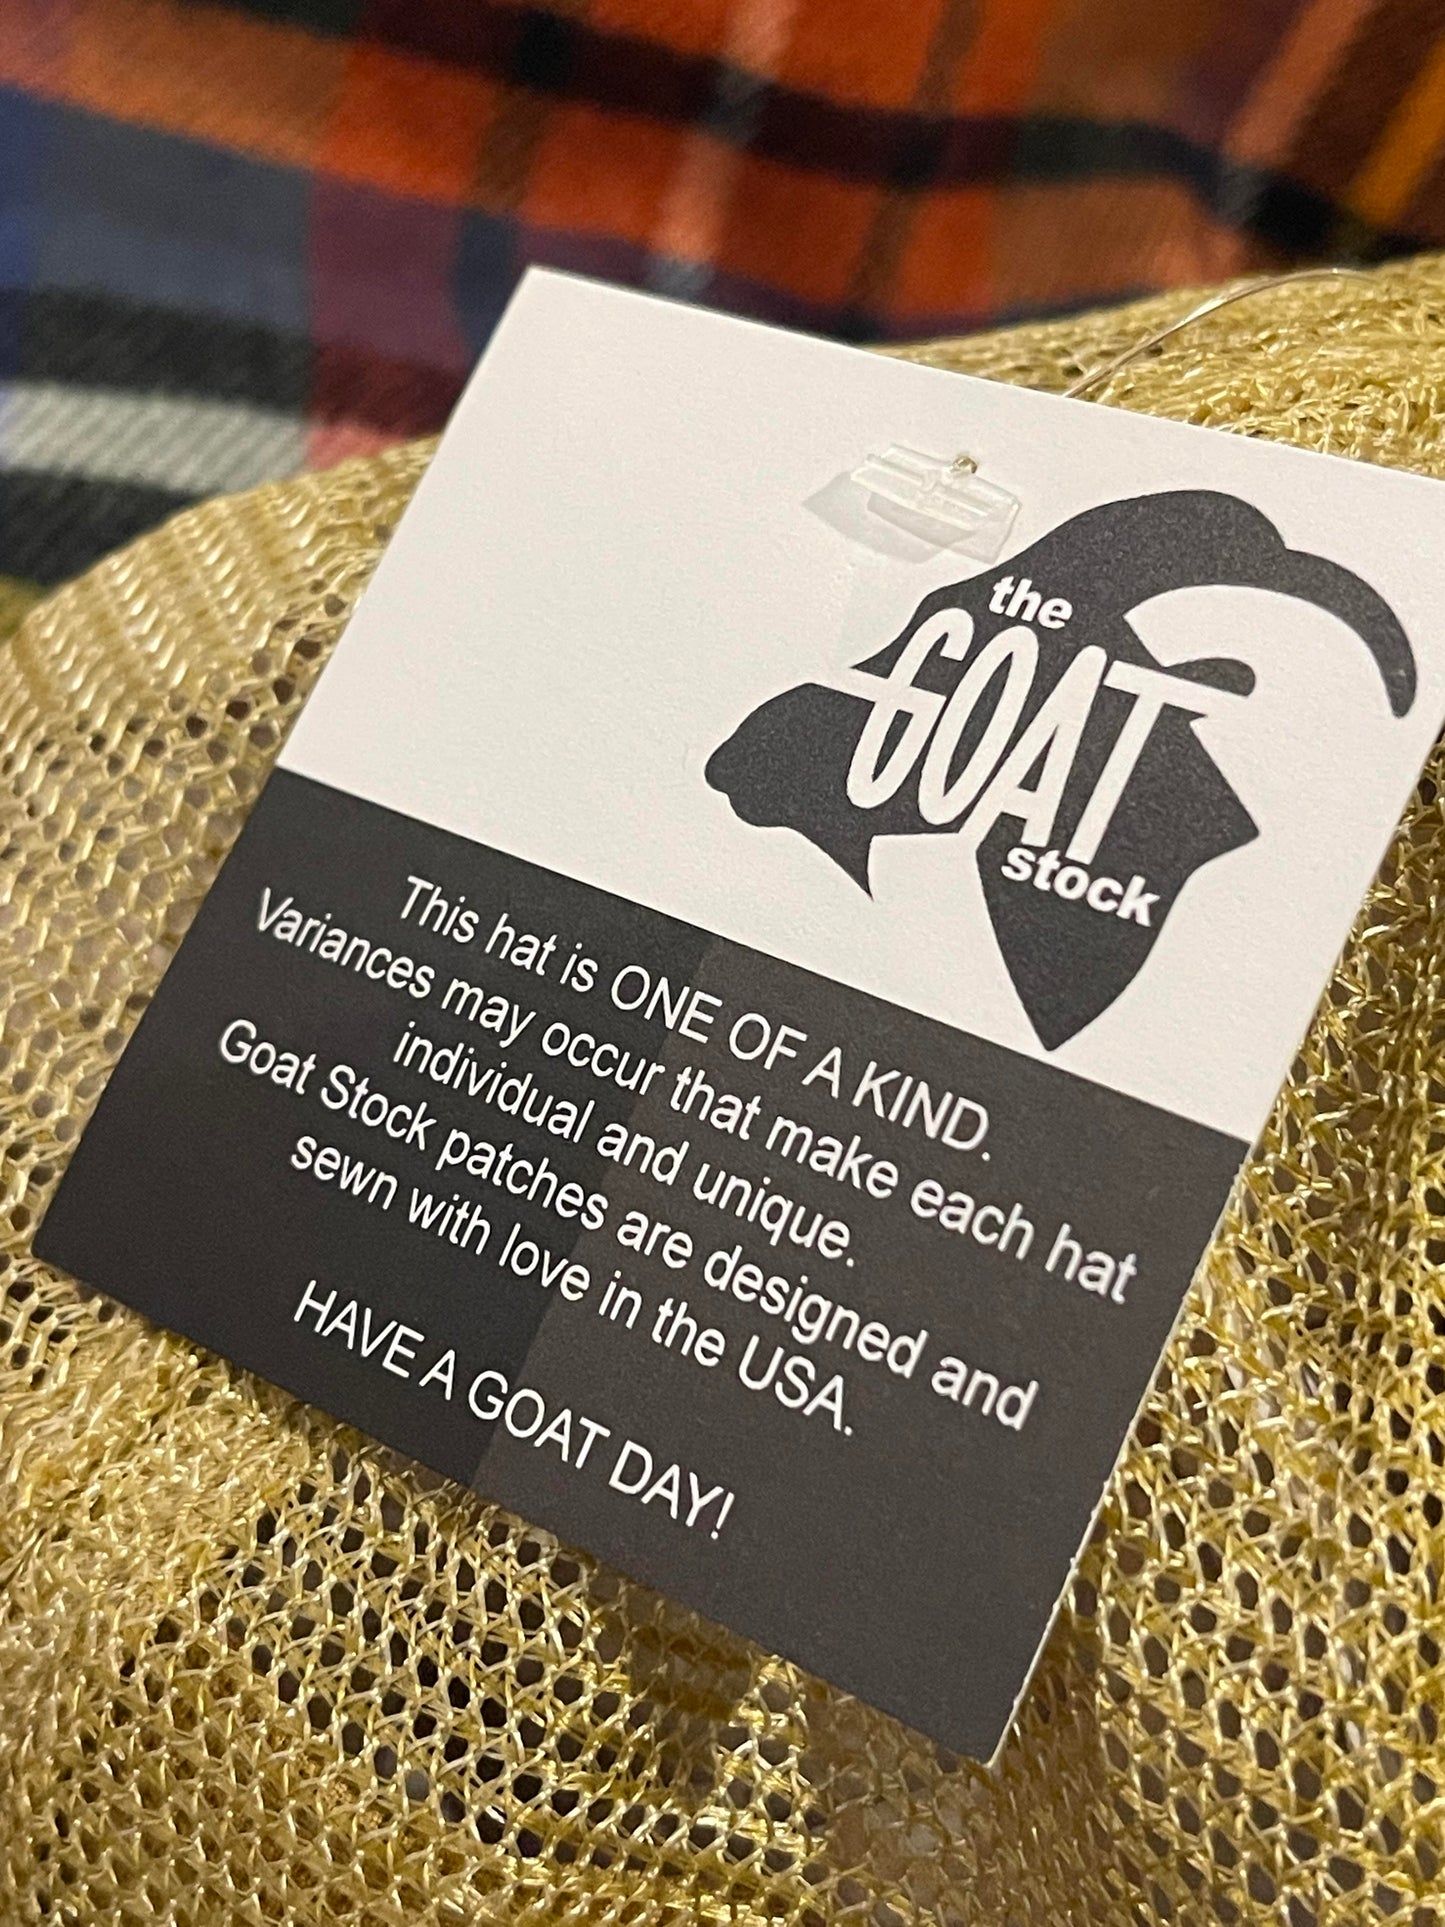 the
GOAT
stock
This hat is ONE OF A KIND.
Variances may occur that make each hat
individual and unique.
Goat Stock patches are designed and
sewn with love in the USA.
HAVE A GOAT DAY!